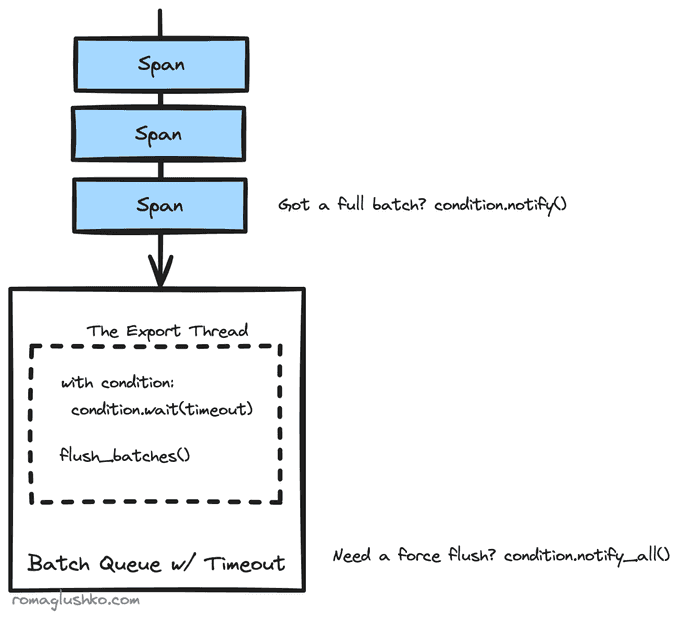 Span
Span
Span
Got a full batch? condition.notify()
The Export Thread
with condition:
condition.wait(timeout)
flush_batches()
Batch Queue w/ Timeout
Need a force flush? condition.notify_all()
romaglushko.com